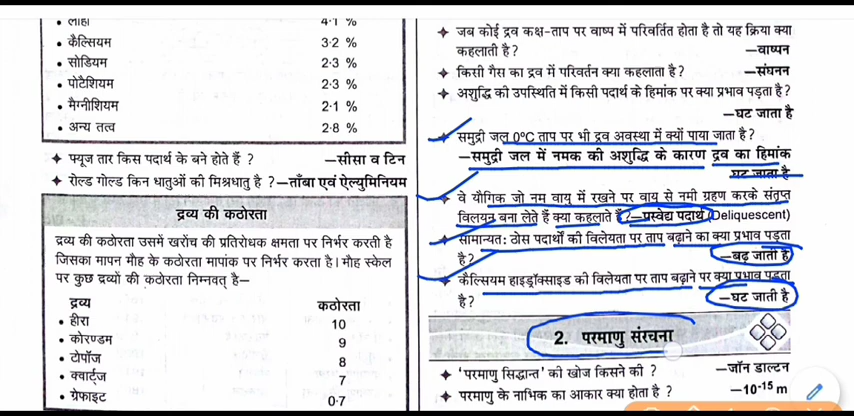 लोहा 4·1 %
कैल्सियम 3·2 %
सोडियम 2·3 %
पोटैशियम 2·3 %
मैग्नीशियम 2·1 %
अन्य तत्व 2·8 %
फ्यूज तार किस पदार्थ के बने होते हैं ? —सीसा व टिन
रोल्ड गोल्ड किन धातुओं की मिश्रधातु है ?—ताँबा एवं ऐल्युमिनियम
द्रव्य की कठोरता
द्रव्य की कठोरता उसमें खरोंच की प्रतिरोधक क्षमता पर निर्भर करती है
जिसका मापन मौह के कठोरता मापांक पर निर्भर करता है। मौह स्केल
पर कुछ द्रव्यों की कठोरता निम्नवत् है—
द्रव्य कठोरता
हीरा 10
कोरण्डम 9
टोपॉज 8
क्वार्ट्ज 7
ग्रेफाइट 0·7
जब कोई द्रव कक्ष-ताप पर वाष्प में परिवर्तित होता है तो यह क्रिया क्या
कहलाती है ? —वाष्पन
किसी गैस का द्रव में परिवर्तन क्या कहलाता है ? —संघनन
अशुद्धि की उपस्थिति में किसी पदार्थ के हिमांक पर क्या प्रभाव पड़ता है ?
—घट जाता है
समुद्री जल 0°C ताप पर भी द्रव अवस्था में क्यों पाया जाता है ?
—समुद्री जल में नमक की अशुद्धि के कारण द्रव का हिमांक
घट जाता है
वे यौगिक जो नम वायु में रखने पर वायु से नमी ग्रहण करके संतृप्त
विलयन बना लेते हैं क्या कहलाते हैं ?—प्रस्वेद्य पदार्थ (Deliquescent)
सामान्यतः ठोस पदार्थों की विलेयता पर ताप बढ़ाने का क्या प्रभाव पड़ता
है ? —बढ़ जाती है
कैल्सियम हाइड्रॉक्साइड की विलेयता पर ताप बढ़ाने पर क्या प्रभाव पड़ता
है ? —घट जाती है
2. परमाणु संरचना
'परमाणु सिद्धान्त' की खोज किसने की ? —जॉन डाल्टन
परमाणु के नाभिक का आकार क्या होता है ? —10⁻¹⁵ m